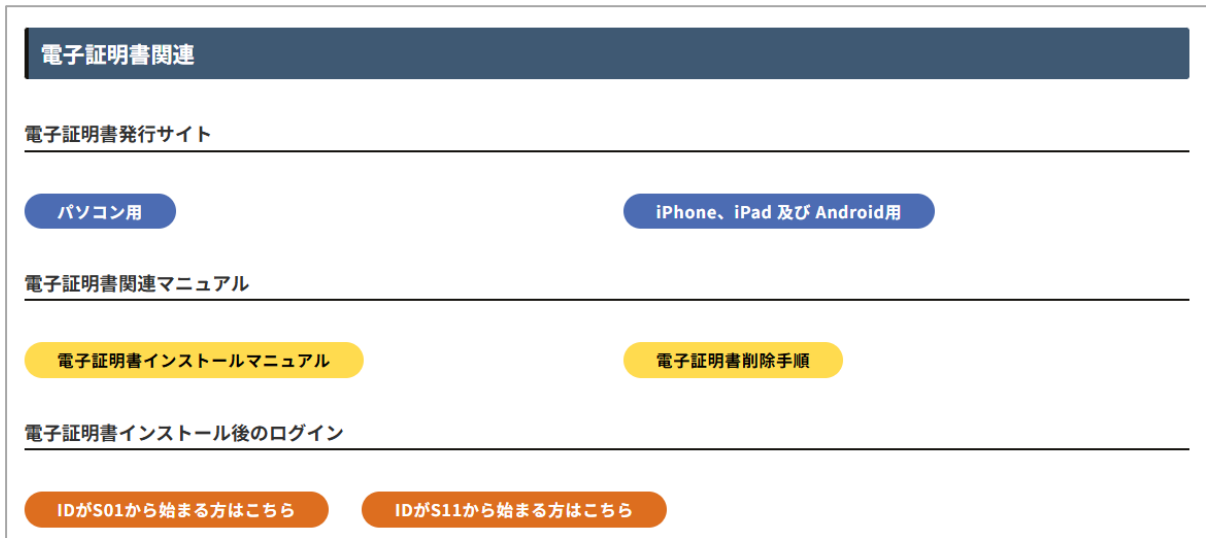 電子証明書関連
電子証明書発行サイト
パソコン用
iPhone、iPad 及び Android用
電子証明書関連マニュアル
電子証明書インストールマニュアル
電子証明書削除手順
電子証明書インストール後のログイン
IDがS01から始まる方はこちら
IDがS11から始まる方はこちら